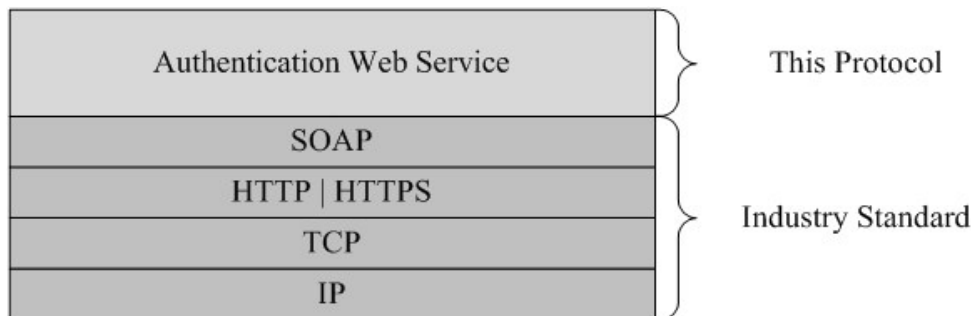 Authentication Web Service
This Protocol
SOAP
HTTP | HTTPS
TCP
IP
Industry Standard